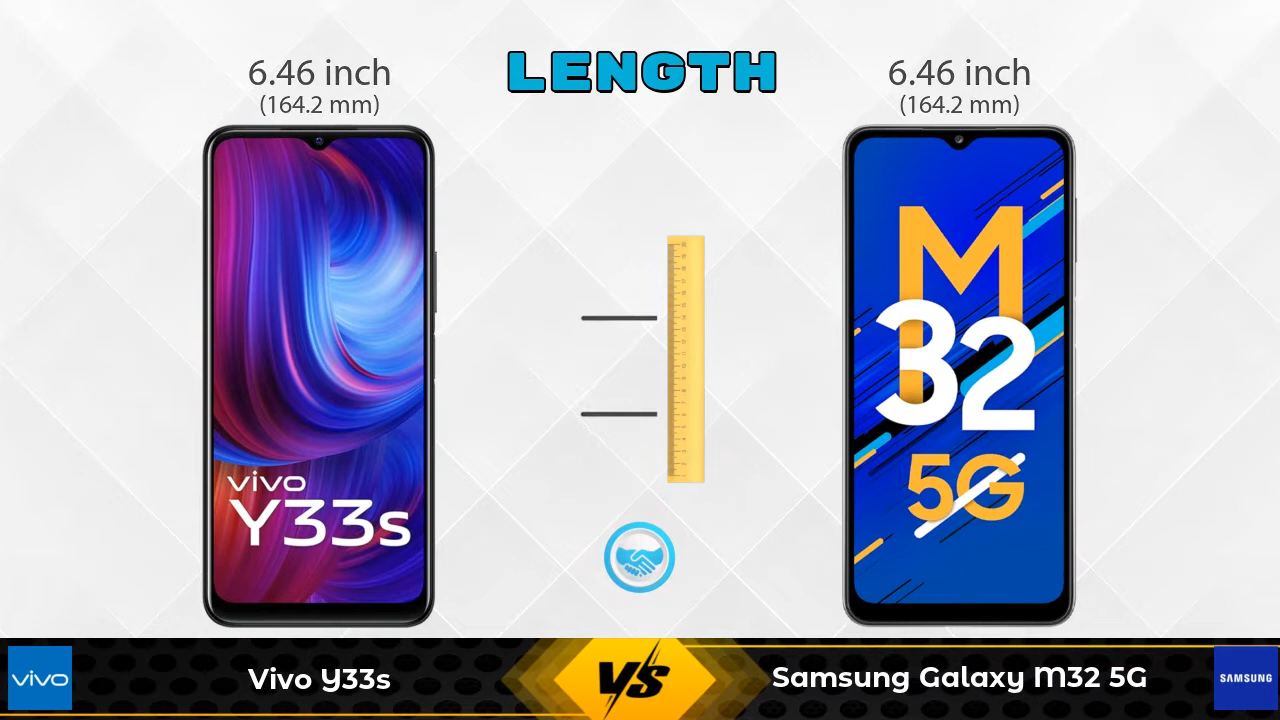 LENGTH
6.46 inch
(164.2 mm)
6.46 inch
(164.2 mm)
vivo
Y33s
M
32
5G
vivo
Vivo Y33s
VS
Samsung Galaxy M32 5G
SAMSUNG